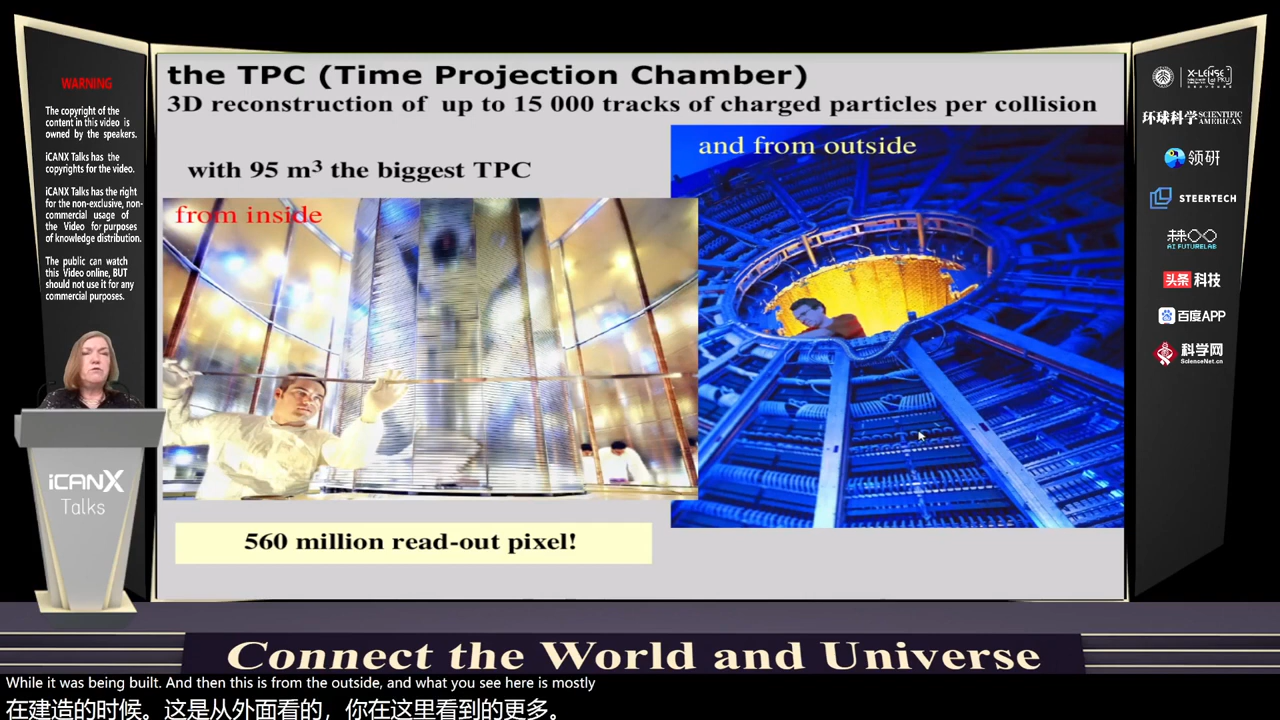 WARNING
The copyright of the
content in this video is
owned by the speakers.
iCANX Talks has the
copyrights for the video.
iCANX Talks has the right
for the non-exclusive, non-
commercial usage of
the Video for purposes
of knowledge distribution.
The public can watch
this Video online, BUT
should not use it for any
commercial purposes.
iCANX
Talks
the TPC (Time Projection Chamber)
3D reconstruction of up to 15 000 tracks of charged particles per collision
with 95 m³ the biggest TPC
from inside
and from outside
560 million read-out pixel!
X-LENSE
环球科学 SCIENTIFIC AMERICAN
领研
STEERTECH
AI FUTURELAB
头条 科技
百度APP
科学网
ScienceNet.cn
Connect the World and Universe
While it was being built. And then this is from the outside, and what you see here is mostly
在建造的时候。这是从外面看的，你在这里看到的更多。